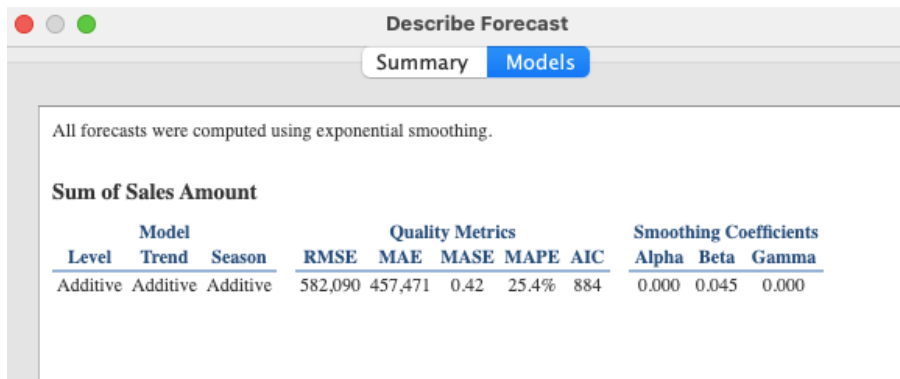 Describe Forecast
Summary Models
All forecasts were computed using exponential smoothing.
Sum of Sales Amount
Model Quality Metrics Smoothing Coefficients
Level Trend Season RMSE MAE MASE MAPE AIC Alpha Beta Gamma
Additive Additive Additive 582,090 457,471 0.42 25.4% 884 0.000 0.045 0.000